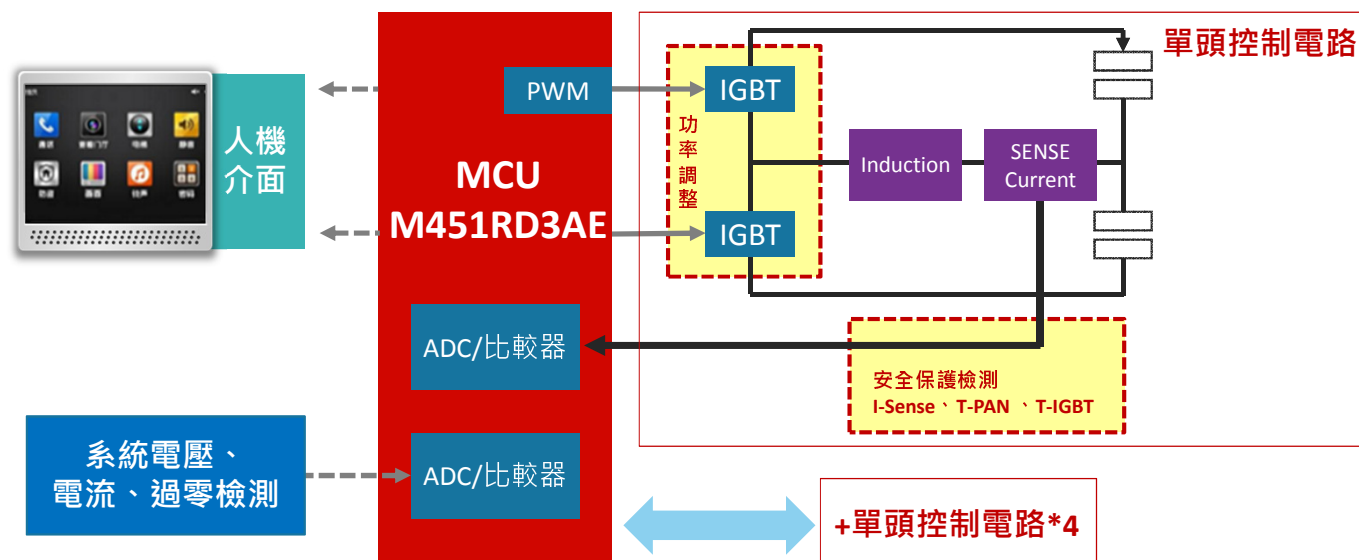 單頭控制電路
PWM
IGBT
功率調整
人機
介面
MCU
M451RD3AE
Induction
SENSE
Current
IGBT
ADC/比較器
安全保護檢測
I-Sense、T-PAN 、T-IGBT
系統電壓、
電流、過零檢測
ADC/比較器
+單頭控制電路*4